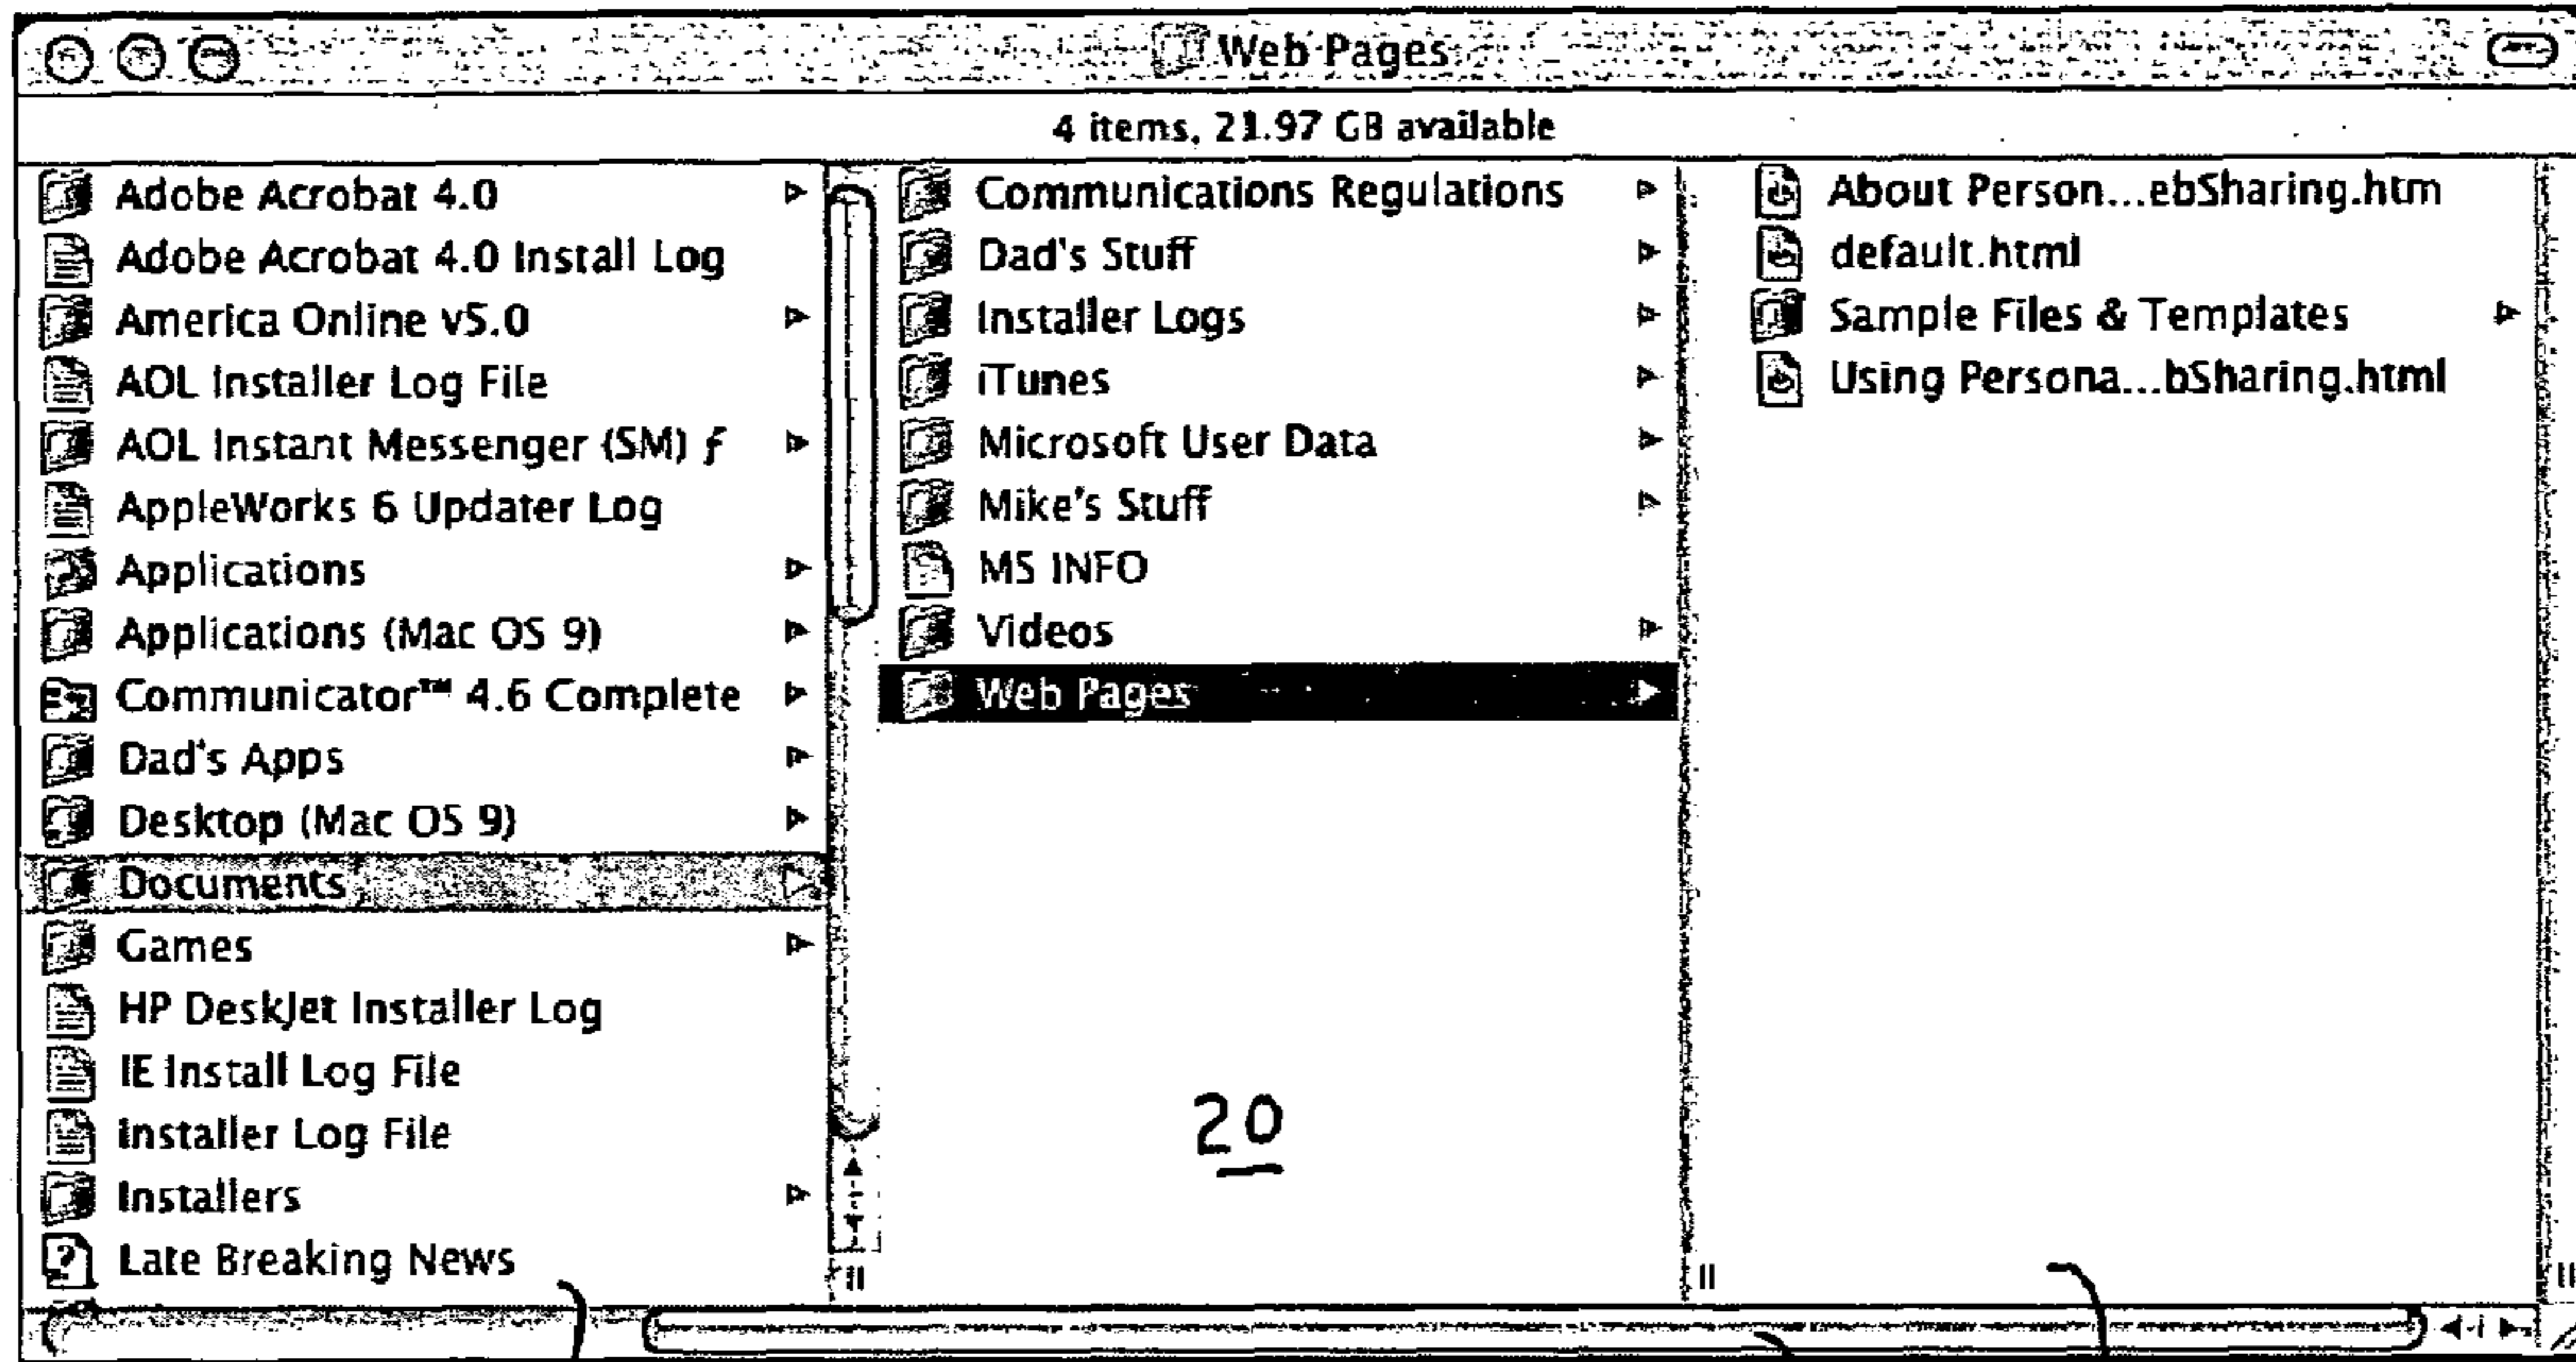 Web Pages
4 items, 21.97 GB available
Adobe Acrobat 4.0
Adobe Acrobat 4.0 Install Log
America Online v5.0
AOL Installer Log File
AOL Instant Messenger (SM) ƒ
AppleWorks 6 Updater Log
Applications
Applications (Mac OS 9)
Communicator™ 4.6 Complete
Dad's Apps
Desktop (Mac OS 9)
Documents
Games
HP DeskJet Installer Log
IE Install Log File
Installer Log File
Installers
Late Breaking News
Communications Regulations
Dad's Stuff
Installer Logs
iTunes
Microsoft User Data
Mike's Stuff
MS INFO
Videos
Web Pages
20
About Person...ebSharing.htm
default.html
Sample Files & Templates
Using Persona...bSharing.html